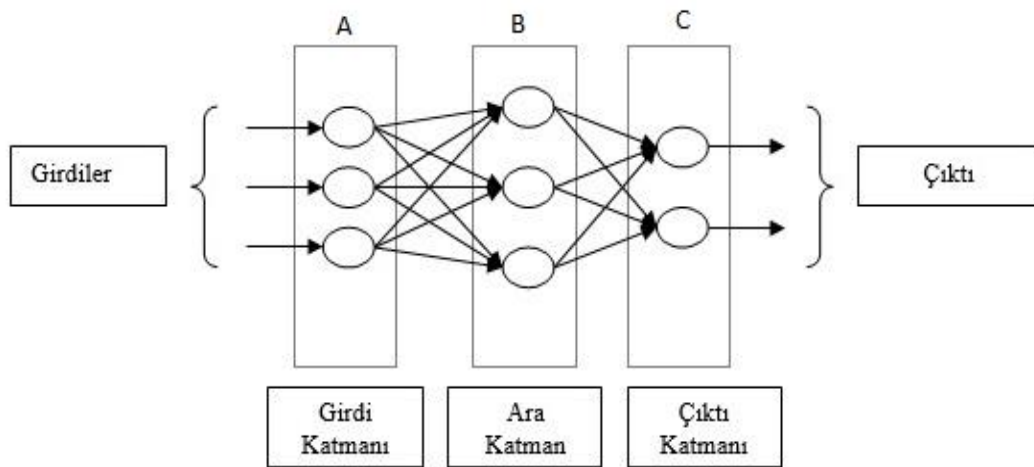 A
B
C
Girdiler
Çıktı
Girdi
Katmanı
Ara
Katman
Çıktı
Katmanı